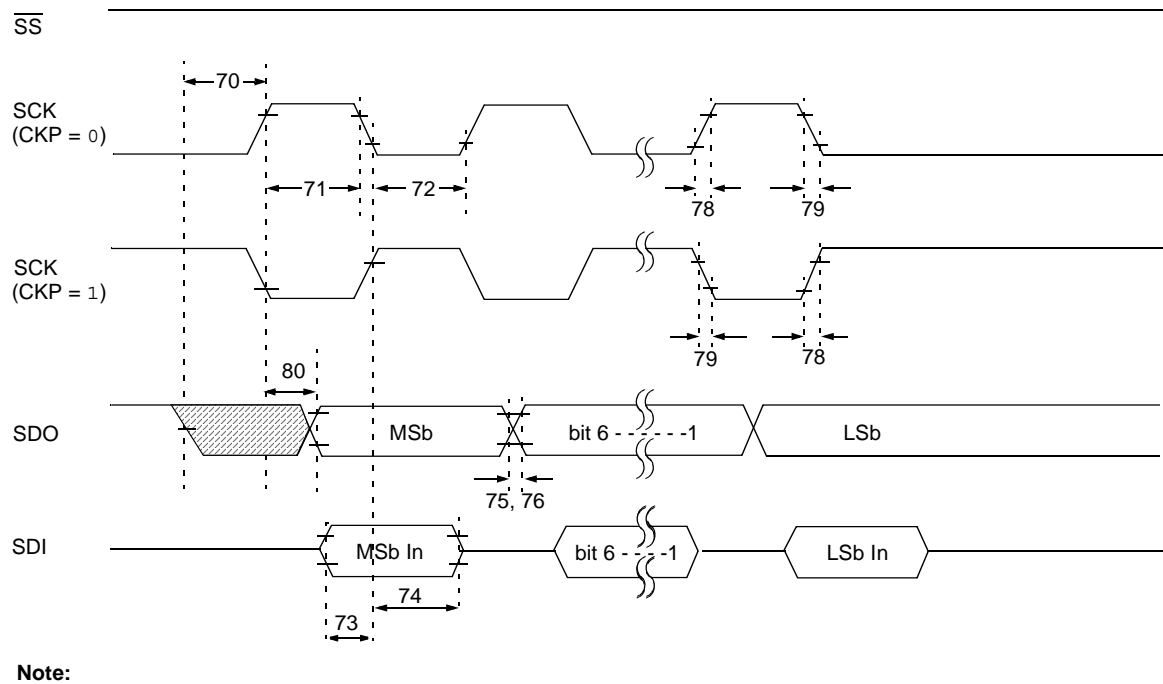 SS
70
SCK
(CKP = 0)
71
72
78
79
SCK
(CKP = 1)
79
78
80
SDO
MSb
bit 6 - - - - - -1
LSb
75, 76
SDI
MSb In
bit 6 - - - - -1
LSb In
74
73
Note: